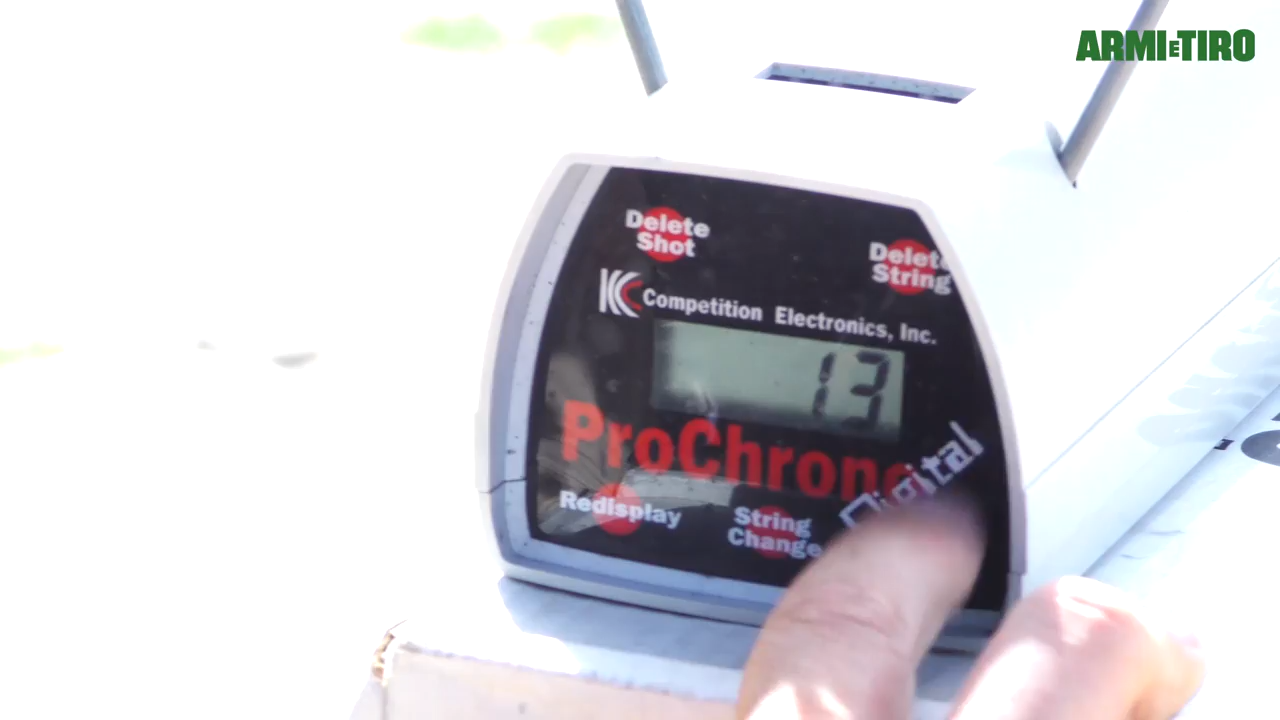 ARMI E TIRO
Delete
Shot
Delete
String
Competition Electronics, Inc.
13
ProChrono
Digital
Redisplay
String
Change